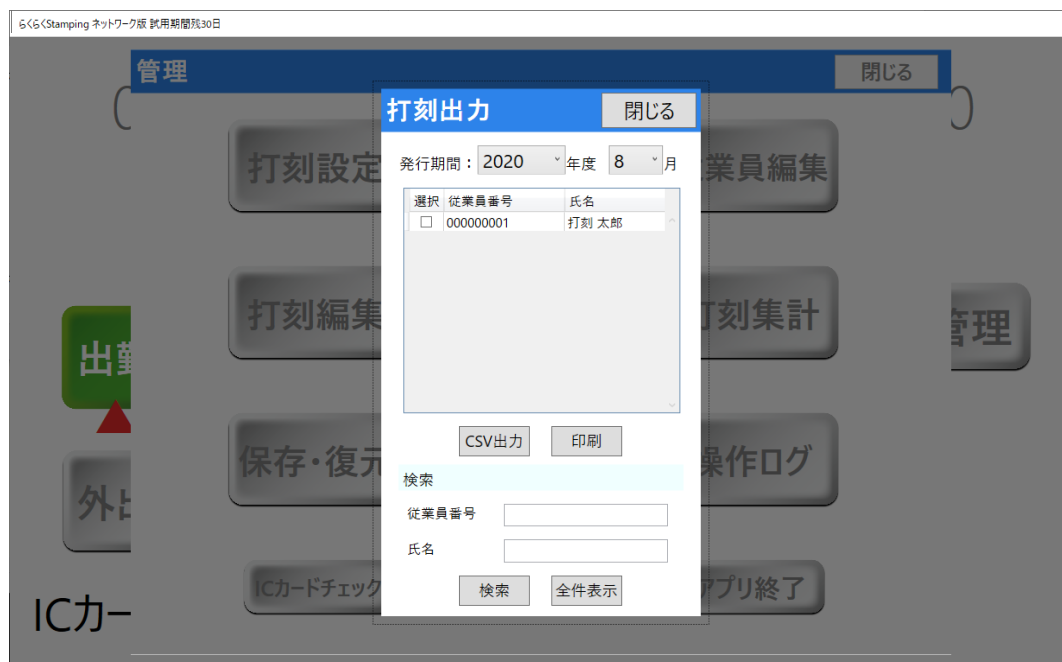 らくらくStamping ネットワーク版 試用期間残30日
管理
閉じる
打刻出力
閉じる
発行期間：2020年度 8月
打刻設定
業員編集
選択 従業員番号 氏名
000000001 打刻 太郎
打刻編集
打刻集計
管理
出勤
CSV出力 印刷
保存・復元
操作ログ
検索
外出
従業員番号
氏名
ICカードチェック
検索 全件表示
アプリ終了
ICカー